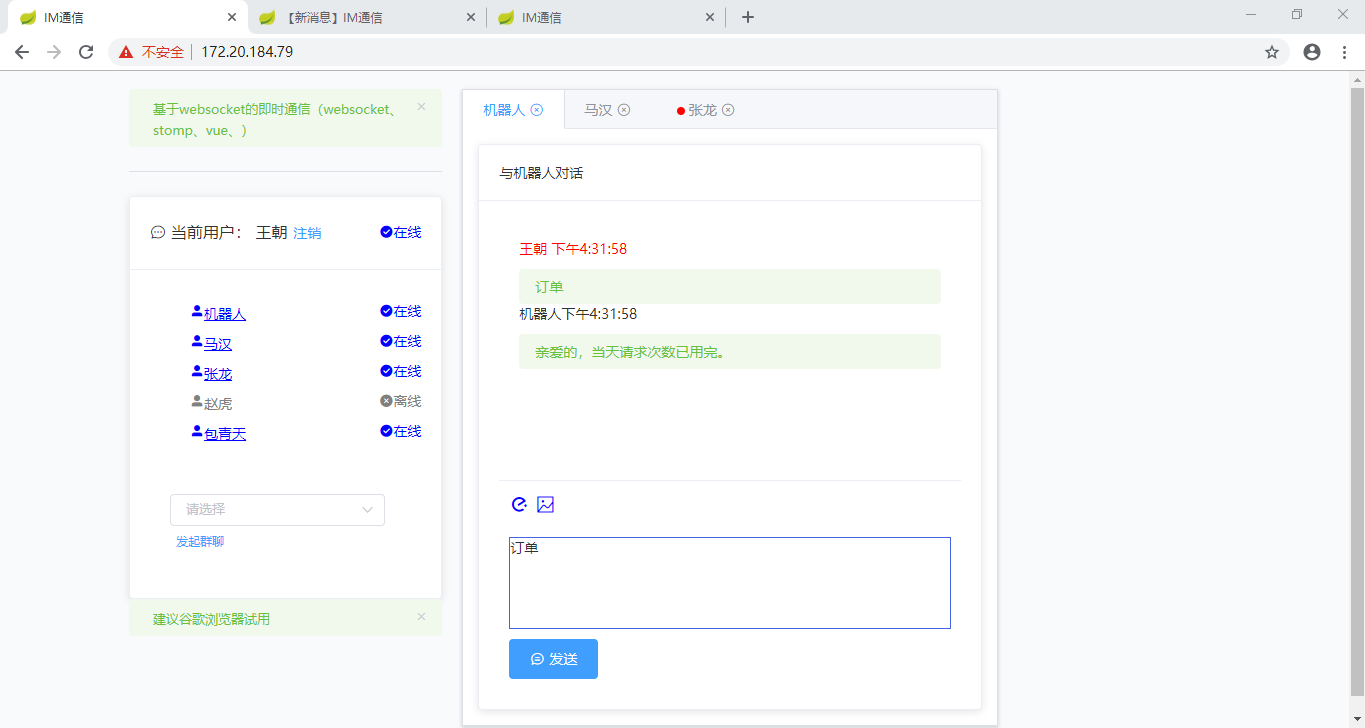 IM通信
【新消息】IM通信
IM通信
不安全
172.20.184.79
基于websocket的即时通信（websocket、
stomp、vue、）
当前用户： 王朝 注销
在线
机器人
在线
马汉
在线
张龙
在线
赵虎
离线
包青天
在线
请选择
发起群聊
建议谷歌浏览器试用
机器人
马汉
张龙
与机器人对话
王朝 下午4:31:58
订单
机器人下午4:31:58
亲爱的，当天请求次数已用完。
订单
发送